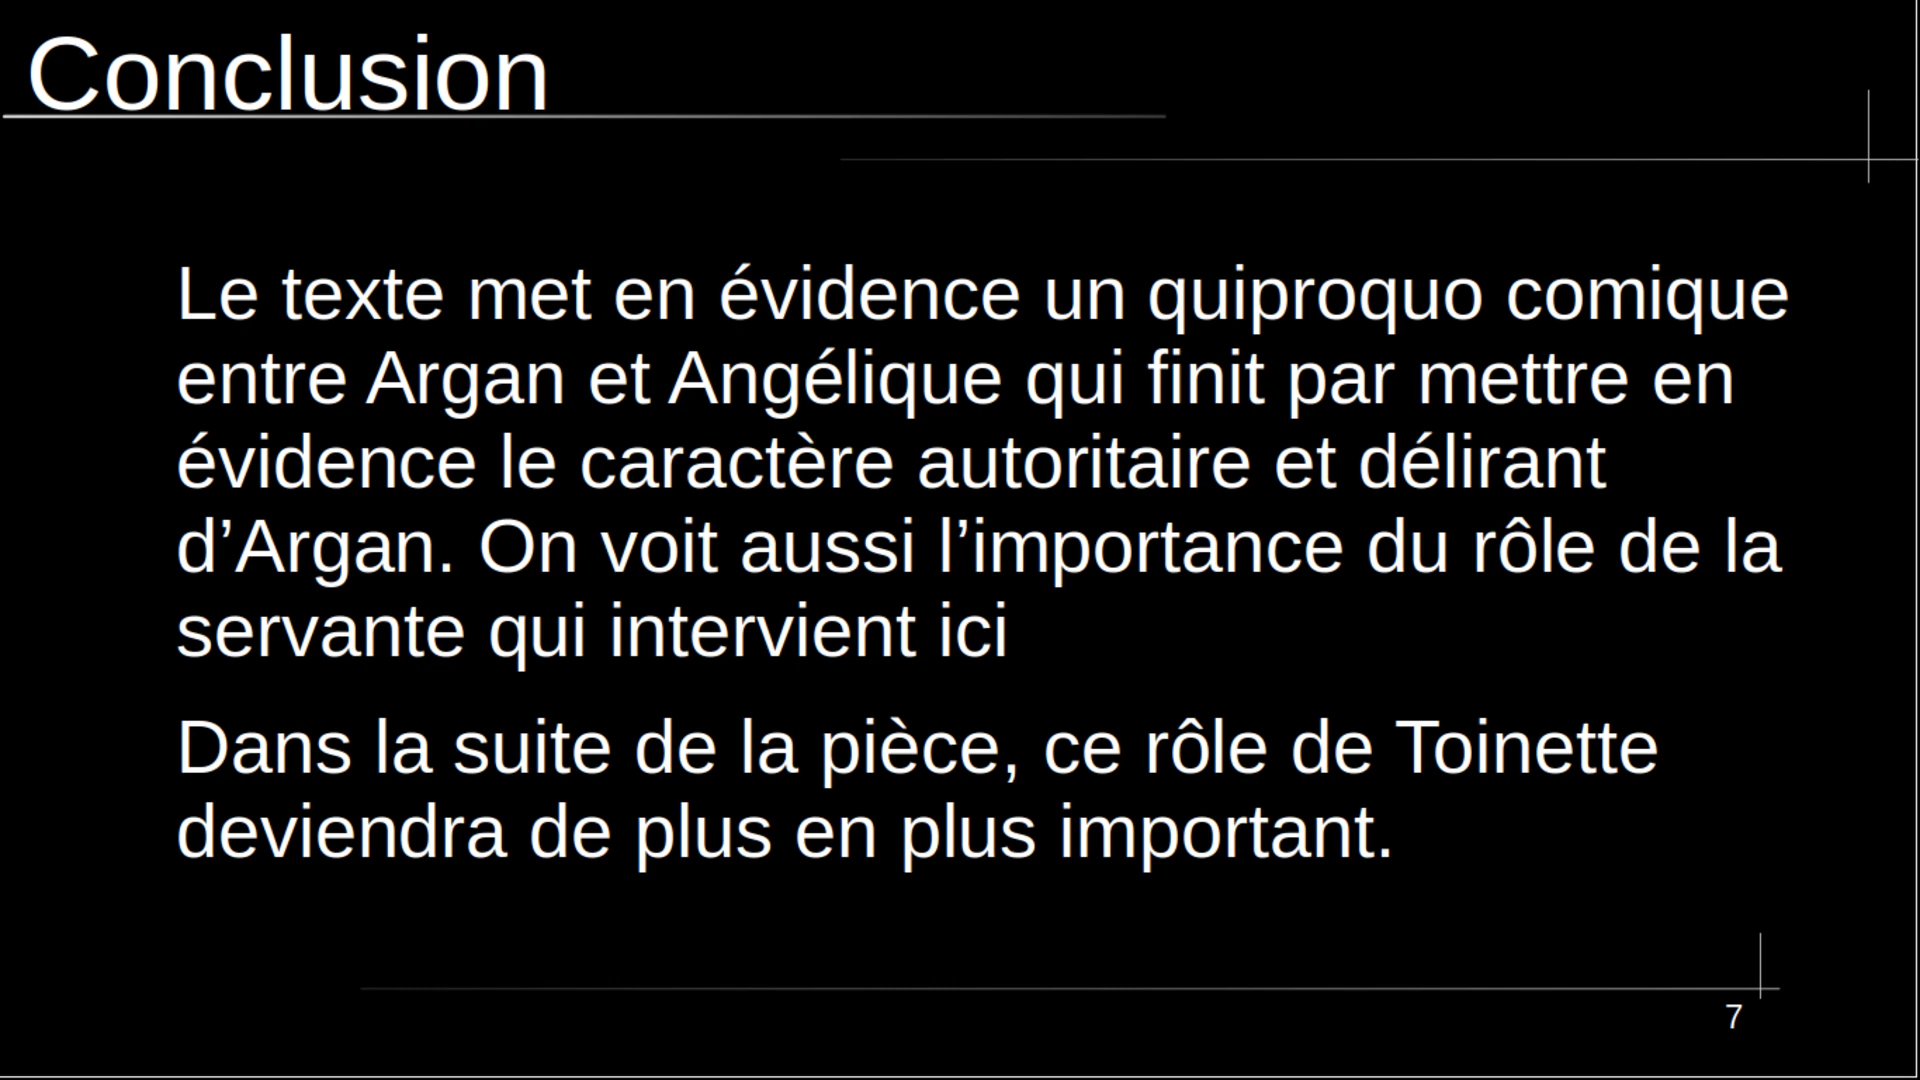 Conclusion
Le texte met en évidence un quiproquo comique
entre Argan et Angélique qui finit par mettre en
évidence le caractère autoritaire et délirant
d’Argan. On voit aussi l’importance du rôle de la
servante qui intervient ici
Dans la suite de la pièce, ce rôle de Toinette
deviendra de plus en plus important.
7